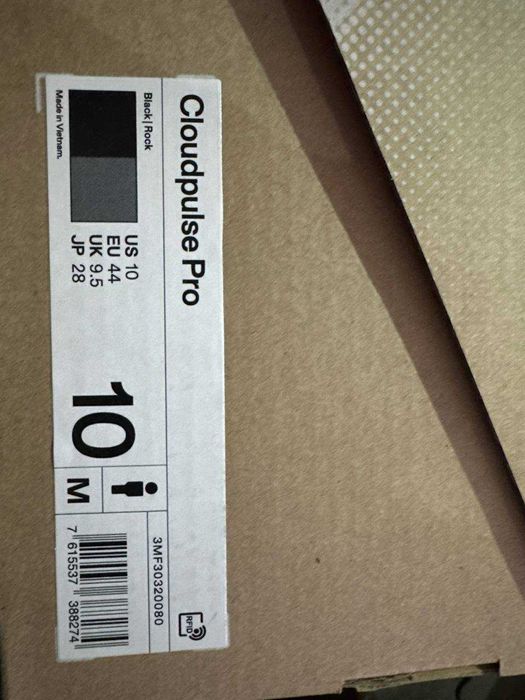 Cloudpulse Pro
Black | Rock
US 10
EU 44
UK 9.5
JP 28
Made in Vietnam.
10
M
3MF30320080
RFID
7 615537 388274